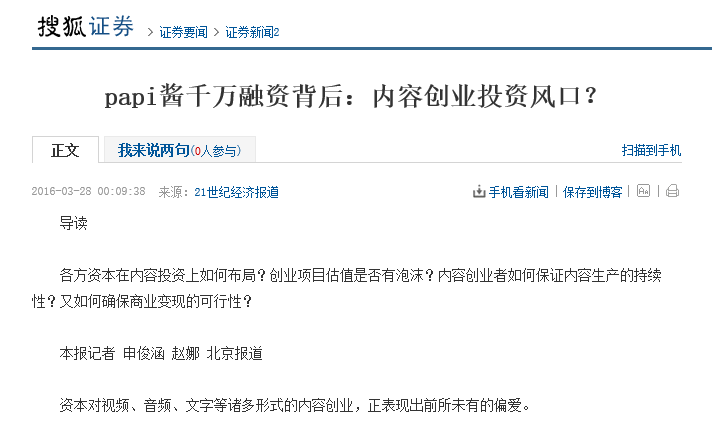 搜狐证券 > 证券要闻 > 证券新闻2
papi酱千万融资背后：内容创业投资风口？
正文 我来说两句(0人参与) 扫描到手机
2016-03-28 00:09:38 来源：21世纪经济报道 手机看新闻 | 保存到博客 | Aa |
导读
各方资本在内容投资上如何布局？创业项目估值是否有泡沫？内容创业者如何保证内容生产的持续
性？又如何确保商业变现的可行性？
本报记者 申俊涵 赵娜 北京报道
资本对视频、音频、文字等诸多形式的内容创业，正表现出前所未有的偏爱。